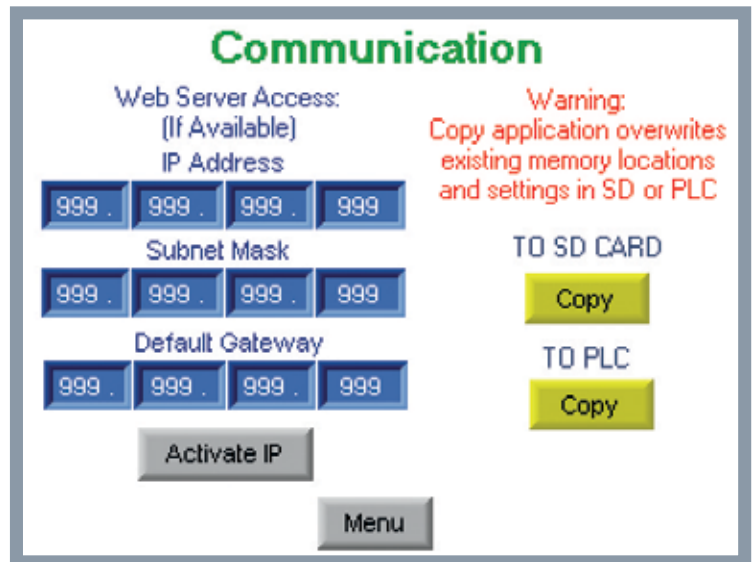 Communication
Web Server Access:
(If Available)
IP Address
999 . 999 . 999 . 999
Subnet Mask
999 . 999 . 999 . 999
Default Gateway
999 . 999 . 999 . 999
Activate IP
Warning:
Copy application overwrites
existing memory locations
and settings in SD or PLC
TO SD CARD
Copy
TO PLC
Copy
Menu